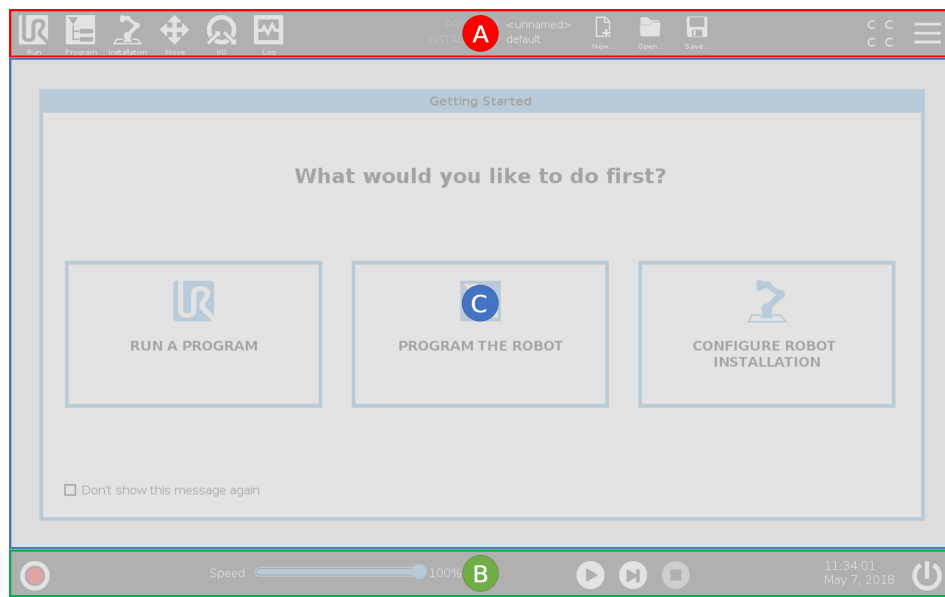 Run Program Installation Move I/O Log
A
<unnamed>
default
New... Open... Save...
C C
C C
Getting Started
What would you like to do first?
RUN A PROGRAM
C
PROGRAM THE ROBOT
CONFIGURE ROBOT
INSTALLATION
Don't show this message again
Speed 100%
B
11:34:01
May 7, 2018